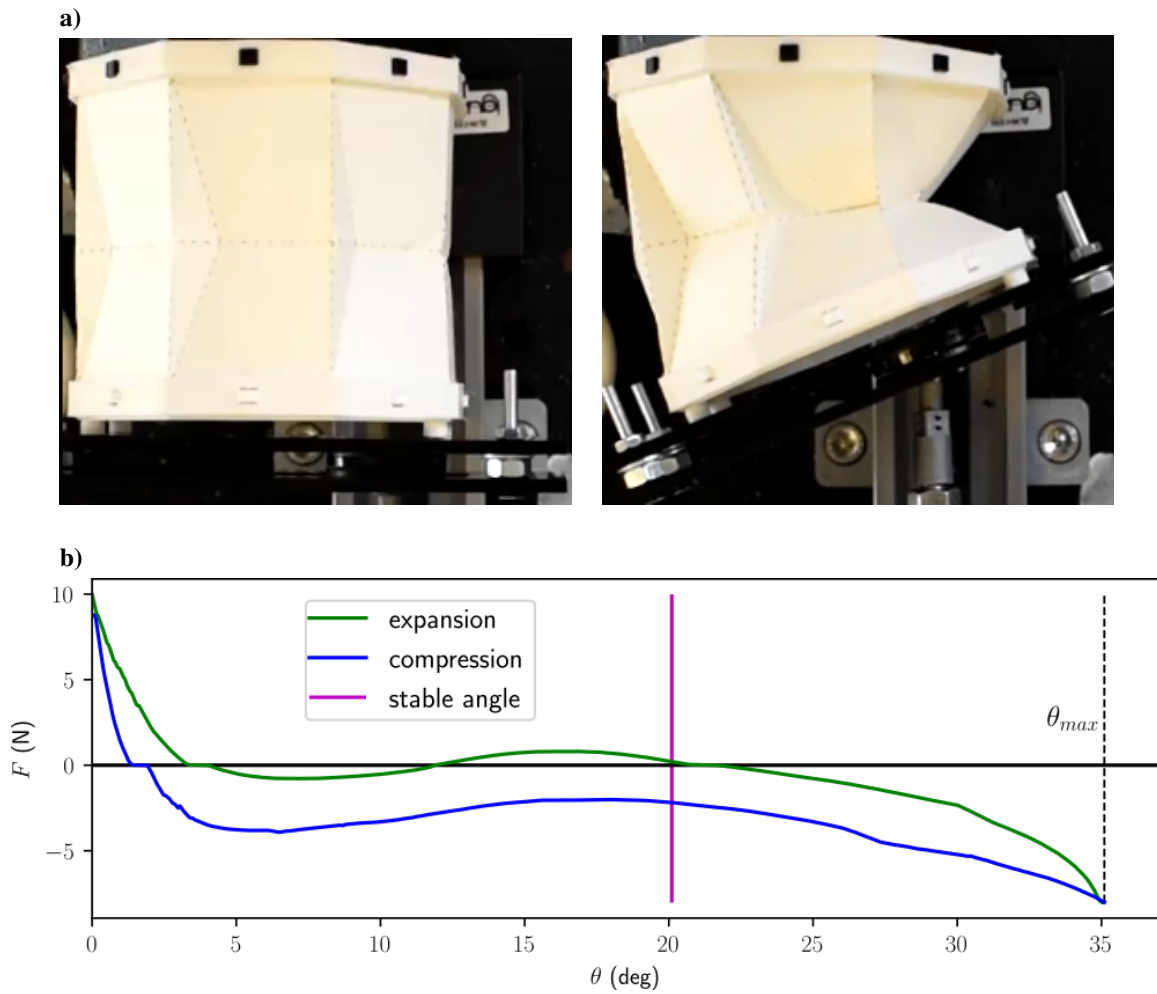 a)
b)
10
5
0
−5
F (N)
expansion
compression
stable angle
θmax
0 5 10 15 20 25 30 35
θ (deg)